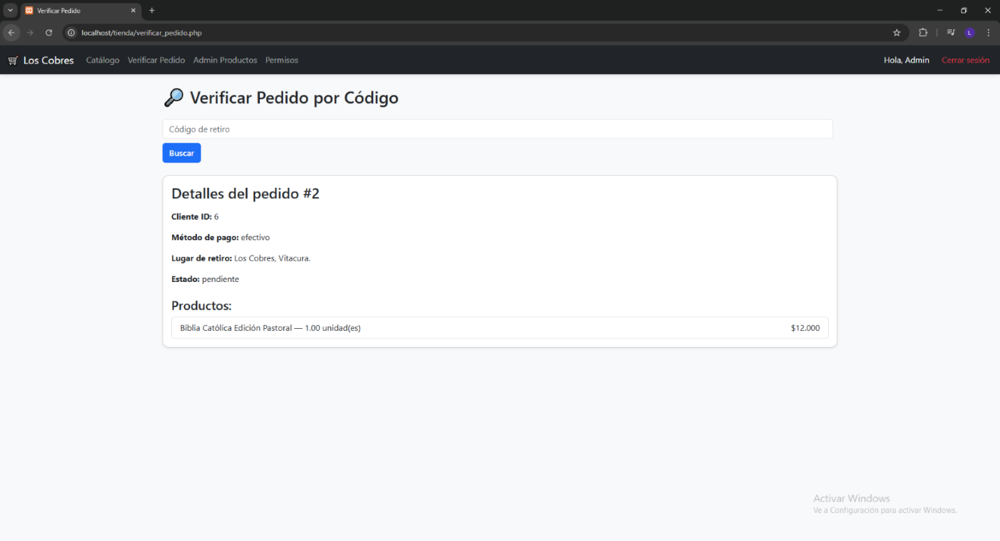 Verificar Pedido
localhost/tienda/verificar_pedido.php
L
Los Cobres Catálogo Verificar Pedido Admin Productos Permisos Hola, Admin Cerrar sesión
Verificar Pedido por Código
Código de retiro
Buscar
Detalles del pedido #2
Cliente ID: 6
Método de pago: efectivo
Lugar de retiro: Los Cobres, Vitacura.
Estado: pendiente
Productos:
Biblia Católica Edición Pastoral — 1.00 unidad(es) $12.000
Activar Windows
Ve a Configuración para activar Windows.